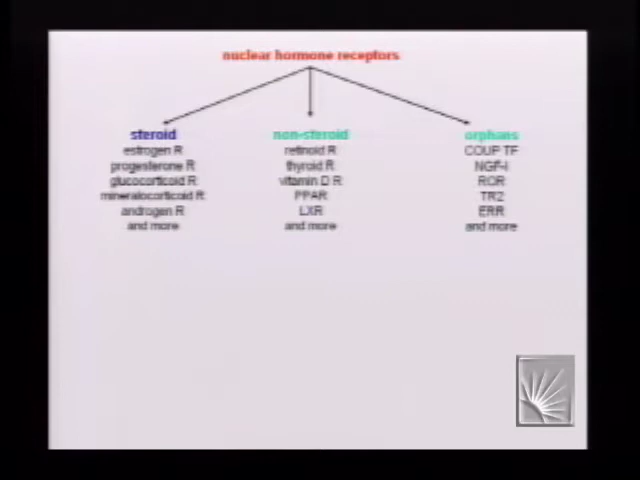 nuclear hormone receptors
steroid
estrogen R
progesterone R
glucocorticoid R
mineralocorticoid R
androgen R
and more
non-steroid
retinoid R
thyroid R
vitamin D R
PPAR
LXR
and more
orphans
COUP TF
NGF-I
ROR
TR2
ERR
and more